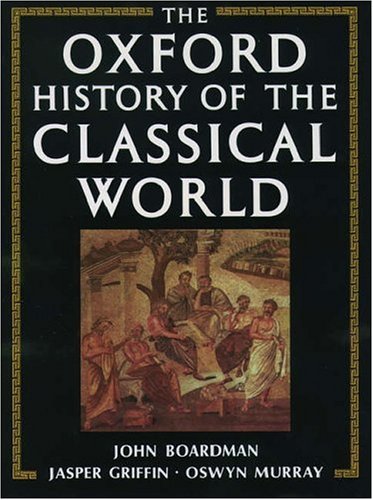 THE
OXFORD
HISTORY OF THE
CLASSICAL
WORLD
JOHN BOARDMAN
JASPER GRIFFIN · OSWYN MURRAY